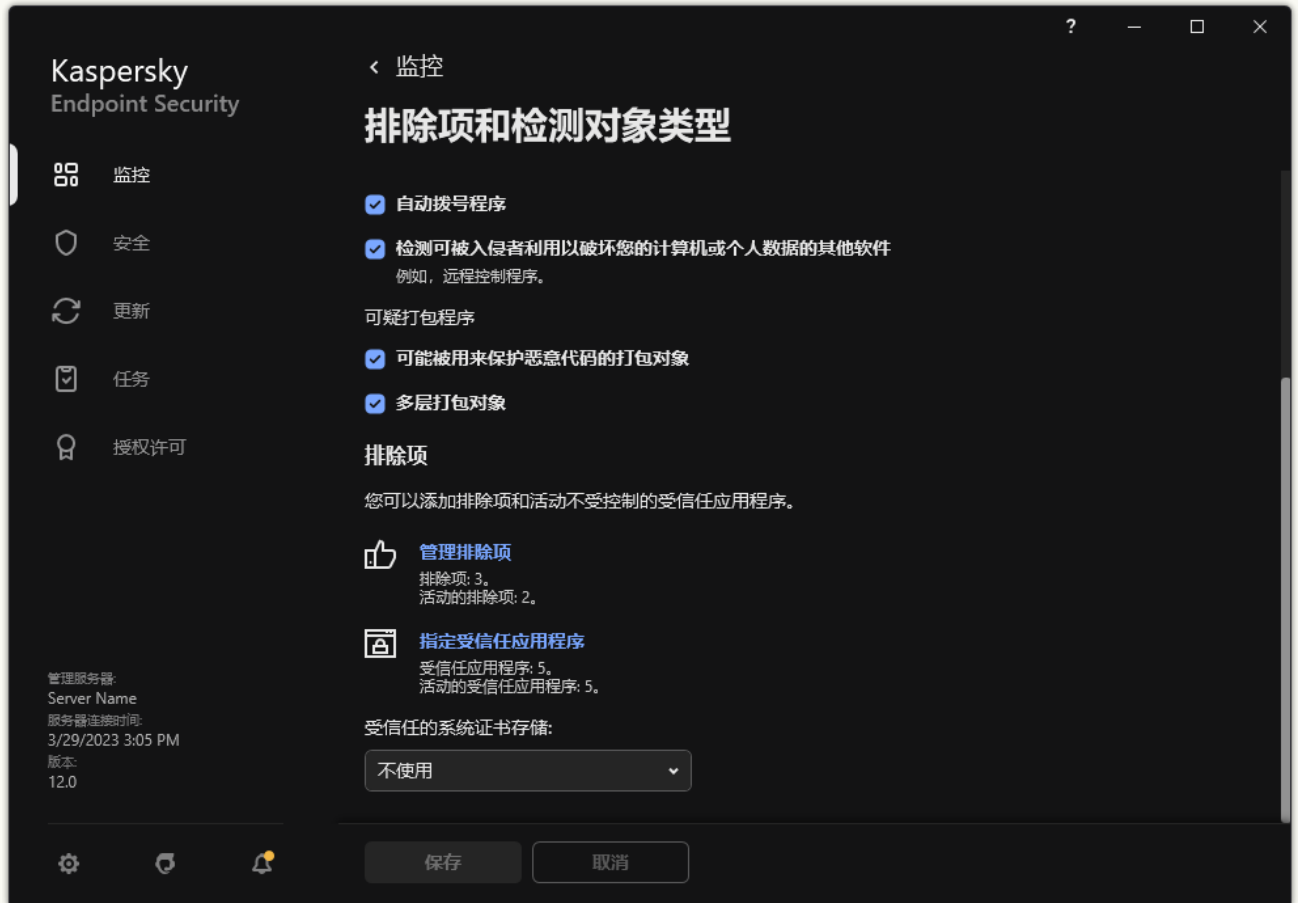 ?
Kaspersky
Endpoint Security
监控
安全
更新
任务
授权许可
管理服务器:
Server Name
服务器连接时间:
3/29/2023 3:05 PM
版本:
12.0
监控
排除项和检测对象类型
自动拨号程序
检测可被入侵者利用以破坏您的计算机或个人数据的其他软件
例如，远程控制程序。
可疑打包程序
可能被用来保护恶意代码的打包对象
多层打包对象
排除项
您可以添加排除项和活动不受控制的受信任应用程序。
管理排除项
排除项: 3。
活动的排除项: 2。
指定受信任应用程序
受信任应用程序: 5。
活动的受信任应用程序: 5。
受信任的系统证书存储:
不使用
保存
取消